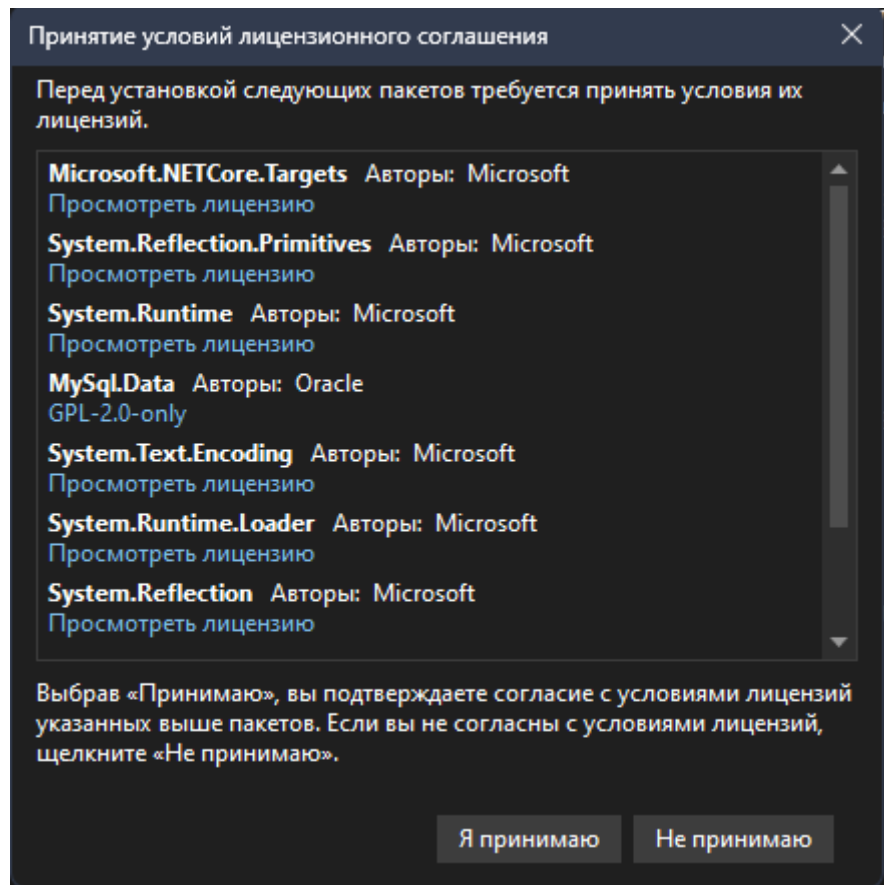 Принятие условий лицензионного соглашения
Перед установкой следующих пакетов требуется принять условия их
лицензий.
Microsoft.NETCore.Targets Авторы: Microsoft
Просмотреть лицензию
System.Reflection.Primitives Авторы: Microsoft
Просмотреть лицензию
System.Runtime Авторы: Microsoft
Просмотреть лицензию
MySql.Data Авторы: Oracle
GPL-2.0-only
System.Text.Encoding Авторы: Microsoft
Просмотреть лицензию
System.Runtime.Loader Авторы: Microsoft
Просмотреть лицензию
System.Reflection Авторы: Microsoft
Просмотреть лицензию
Выбрав «Принимаю», вы подтверждаете согласие с условиями лицензий
указанных выше пакетов. Если вы не согласны с условиями лицензий,
щелкните «Не принимаю».
Я принимаю Не принимаю